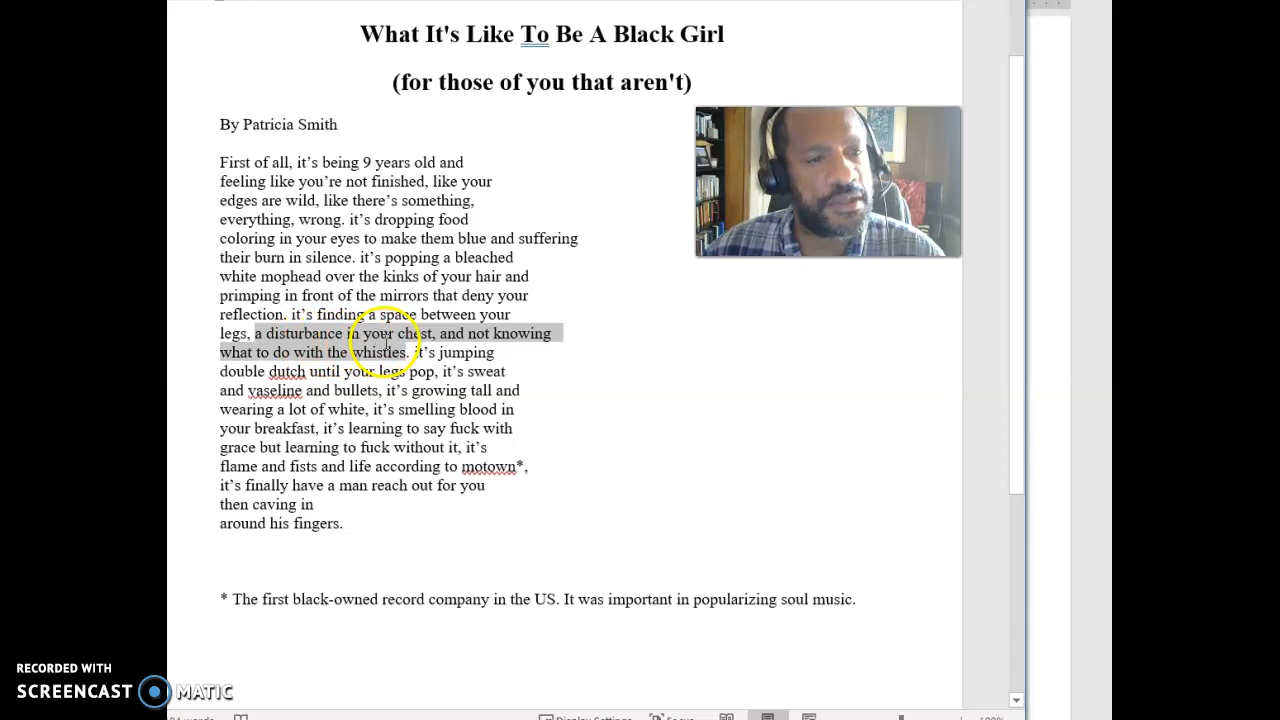 What It's Like To Be A Black Girl
(for those of you that aren't)
By Patricia Smith
First of all, it's being 9 years old and
feeling like you're not finished, like your
edges are wild, like there's something,
everything, wrong. it's dropping food
coloring in your eyes to make them blue and suffering
their burn in silence. it's popping a bleached
white mophead over the kinks of your hair and
primping in front of the mirrors that deny your
reflection. it's finding a space between your
legs, a disturbance in your chest, and not knowing
what to do with the whistles. it's jumping
double dutch until your legs pop, it's sweat
and vaseline and bullets, it's growing tall and
wearing a lot of white, it's smelling blood in
your breakfast, it's learning to say fuck with
grace but learning to fuck without it, it's
flame and fists and life according to motown*,
it's finally have a man reach out for you
then caving in
around his fingers.
* The first black-owned record company in the US. It was important in popularizing soul music.
RECORDED WITH
SCREENCAST MATIC
Display Settings Focus